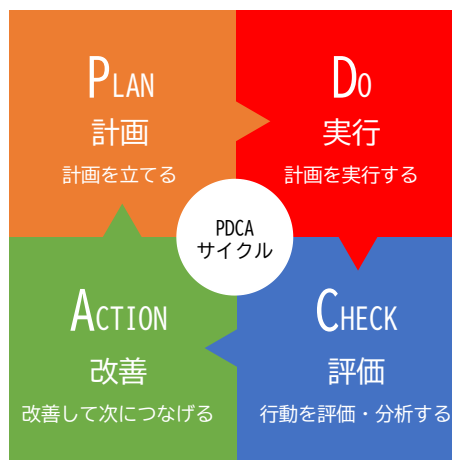 PLAN
計画
計画を立てる
DO
実行
計画を実行する
PDCA
サイクル
ACTION
改善
改善して次につなげる
CHECK
評価
行動を評価・分析する